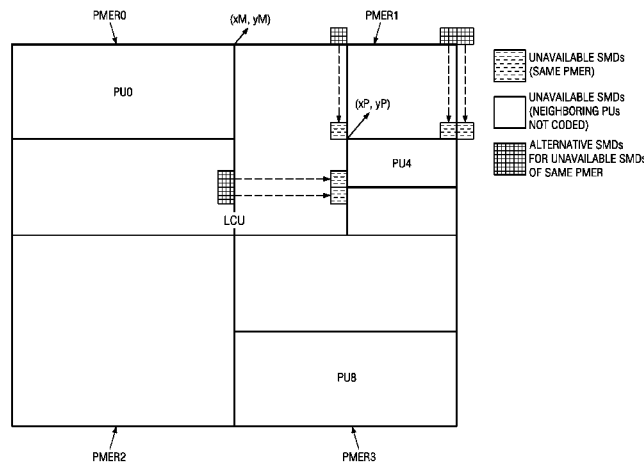 PMER0
(xM, yM)
PMER1
UNAVAILABLE SMDs
(SAME PMER)
PU0
(xP, yP)
UNAVAILABLE SMDs
(NEIGHBORING PUs
NOT CODED)
PU4
ALTERNATIVE SMDs
FOR UNAVAILABLE SMDs
OF SAME PMER
LCU
PU8
PMER2
PMER3